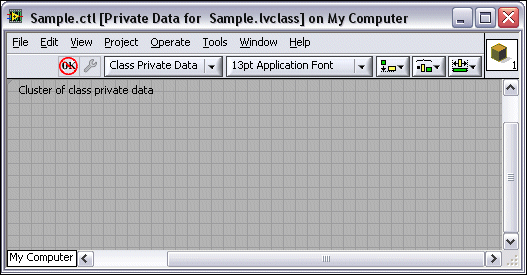 Sample.ctl [Private Data for  Sample.lvclass] on My Computer
File Edit View Project Operate Tools Window Help
OK Class Private Data 13pt Application Font 1
Cluster of class private data
My Computer